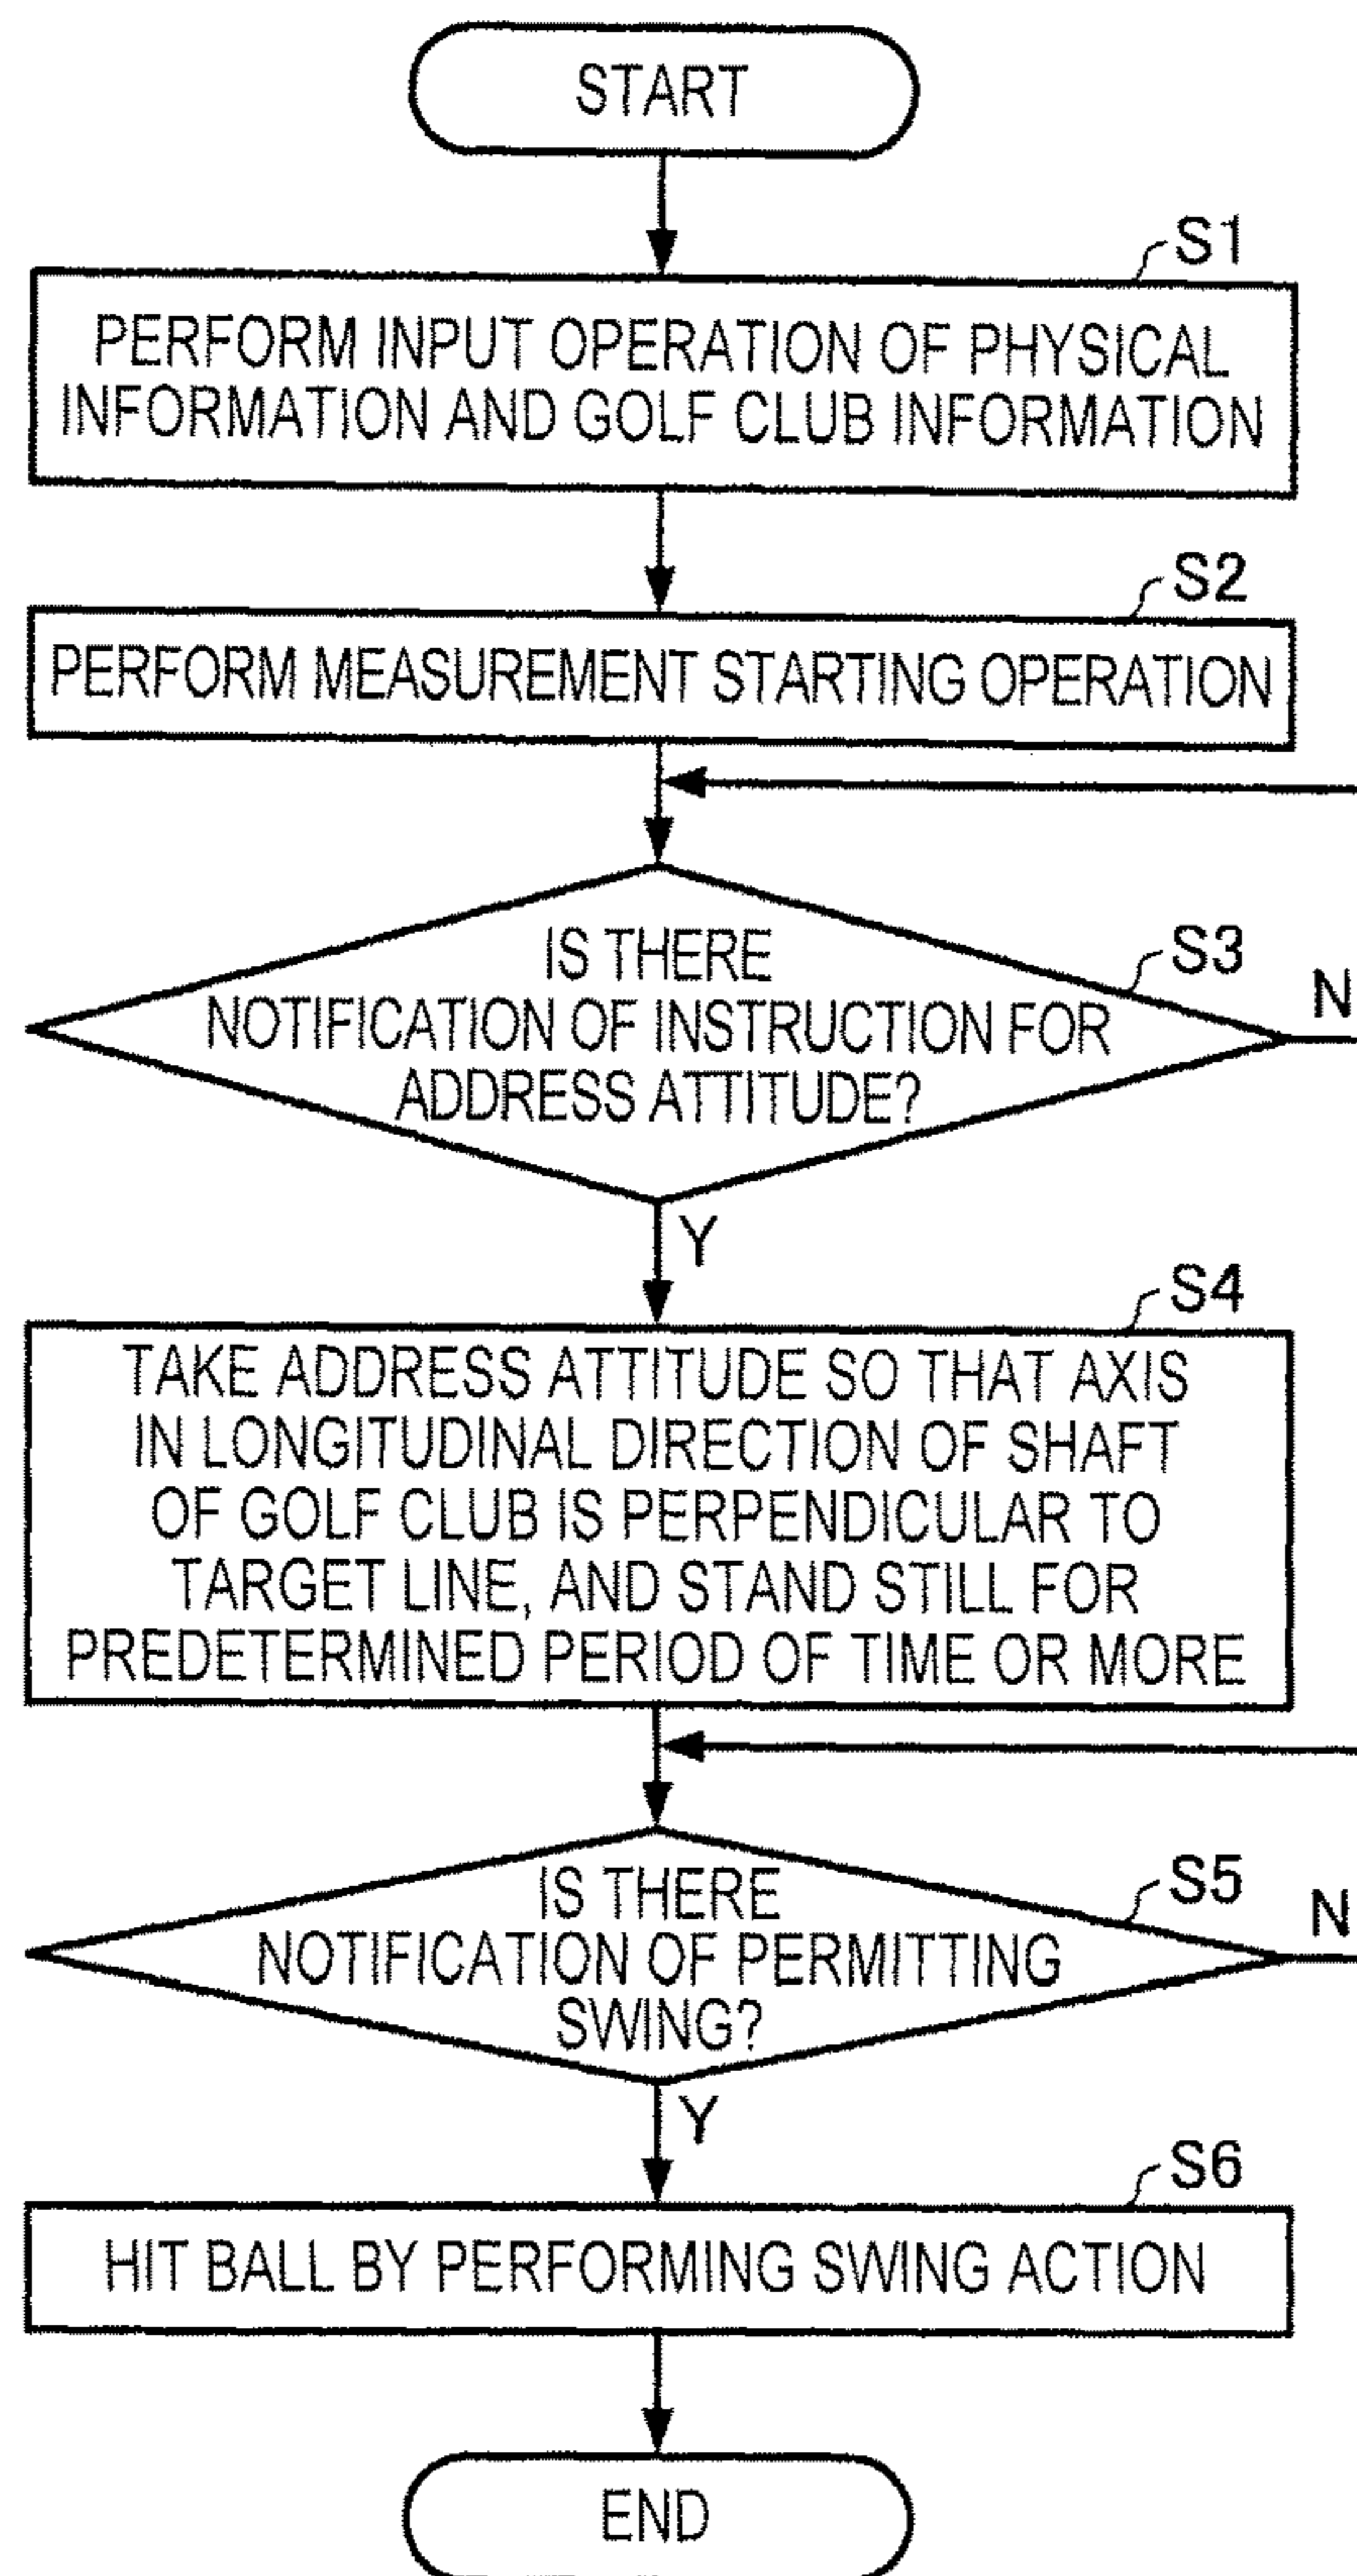 START
S1
PERFORM INPUT OPERATION OF PHYSICAL
INFORMATION AND GOLF CLUB INFORMATION
S2
PERFORM MEASUREMENT STARTING OPERATION
S3
IS THERE
NOTIFICATION OF INSTRUCTION FOR
ADDRESS ATTITUDE?
N
Y
S4
TAKE ADDRESS ATTITUDE SO THAT AXIS
IN LONGITUDINAL DIRECTION OF SHAFT
OF GOLF CLUB IS PERPENDICULAR TO
TARGET LINE, AND STAND STILL FOR
PREDETERMINED PERIOD OF TIME OR MORE
S5
IS THERE
NOTIFICATION OF PERMITTING
SWING?
N
Y
S6
HIT BALL BY PERFORMING SWING ACTION
END